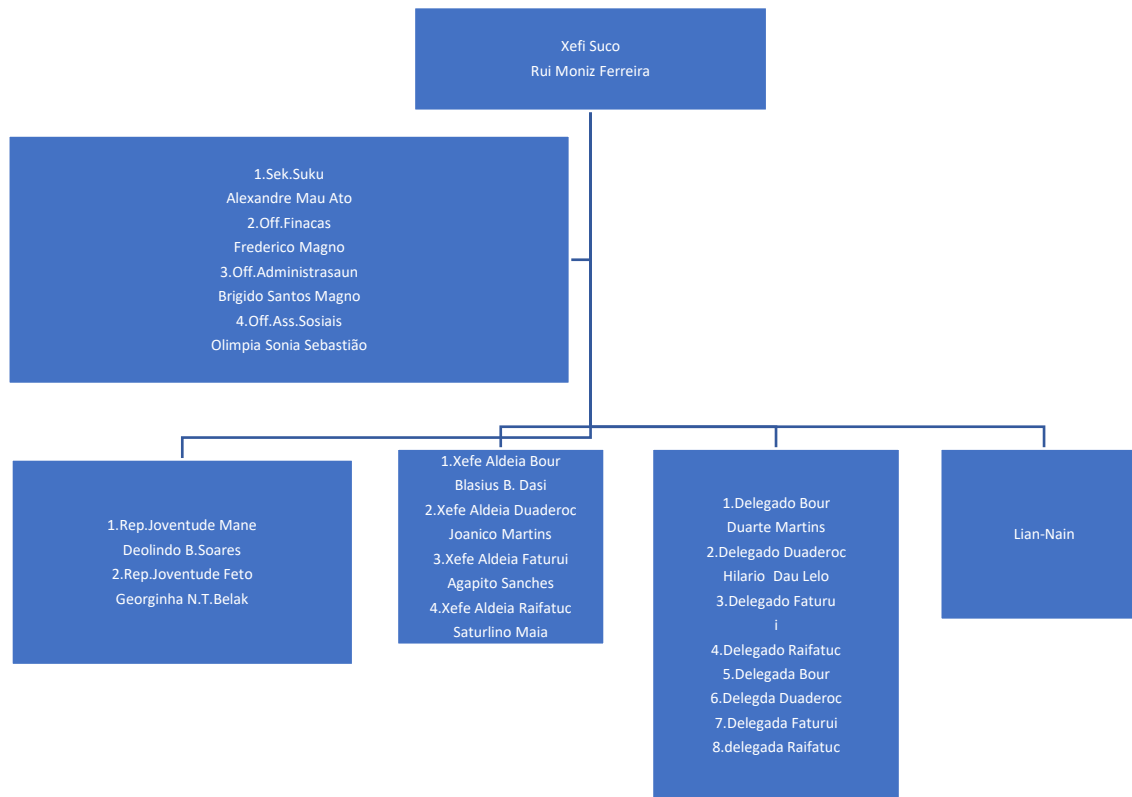 Xefi Suco
Rui Moniz Ferreira
1.Sek.Suku
Alexandre Mau Ato
2.Off.Finacas
Frederico Magno
3.Off.Administrasaun
Brigido Santos Magno
4.Off.Ass.Sosiais
Olimpia Sonia Sebastião
1.Rep.Joventude Mane
Deolindo B.Soares
2.Rep.Joventude Feto
Georginha N.T.Belak
1.Xefe Aldeia Bour
Blasius B. Dasi
2.Xefe Aldeia Duaderoc
Joanico Martins
3.Xefe Aldeia Faturui
Agapito Sanches
4.Xefe Aldeia Raifatuc
Saturlino Maia
1.Delegado Bour
Duarte Martins
2.Delegado Duaderoc
Hilario  Dau Lelo
3.Delegado Faturu
i
4.Delegado Raifatuc
5.Delegada Bour
6.Delegda Duaderoc
7.Delegada Faturui
8.delegada Raifatuc
Lian-Nain